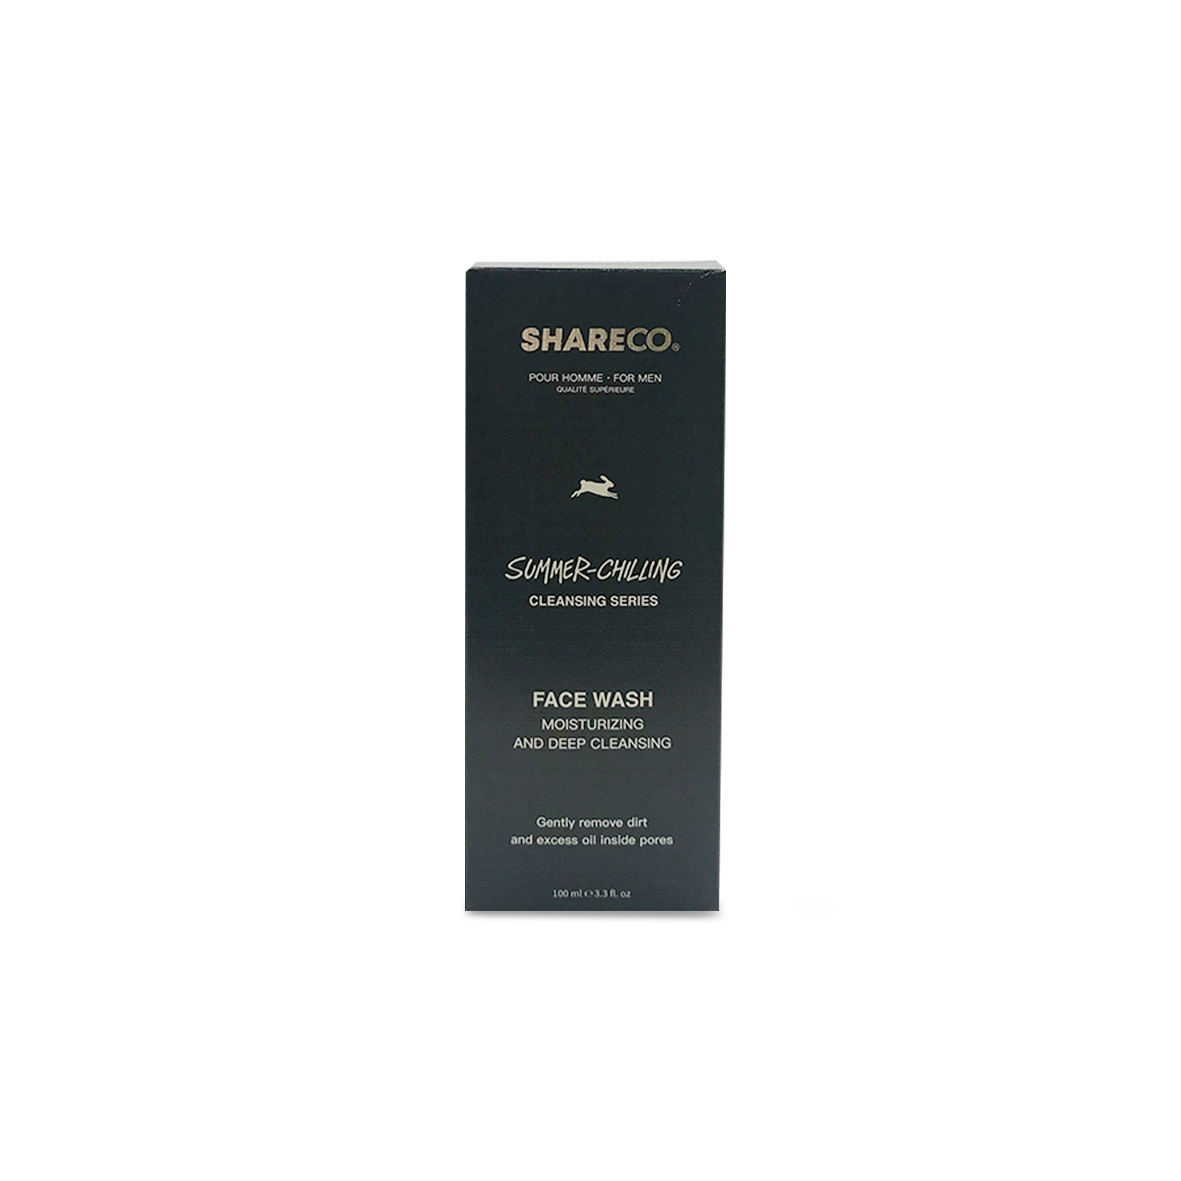 SHARECO®
POUR HOMME · FOR MEN
QUALITÉ SUPÉRIEURE
SUMMER-CHILLING
CLEANSING SERIES
FACE WASH
MOISTURIZING
AND DEEP CLEANSING
Gently remove dirt
and excess oil inside pores
100 ml ℮ 3.3 fl. oz